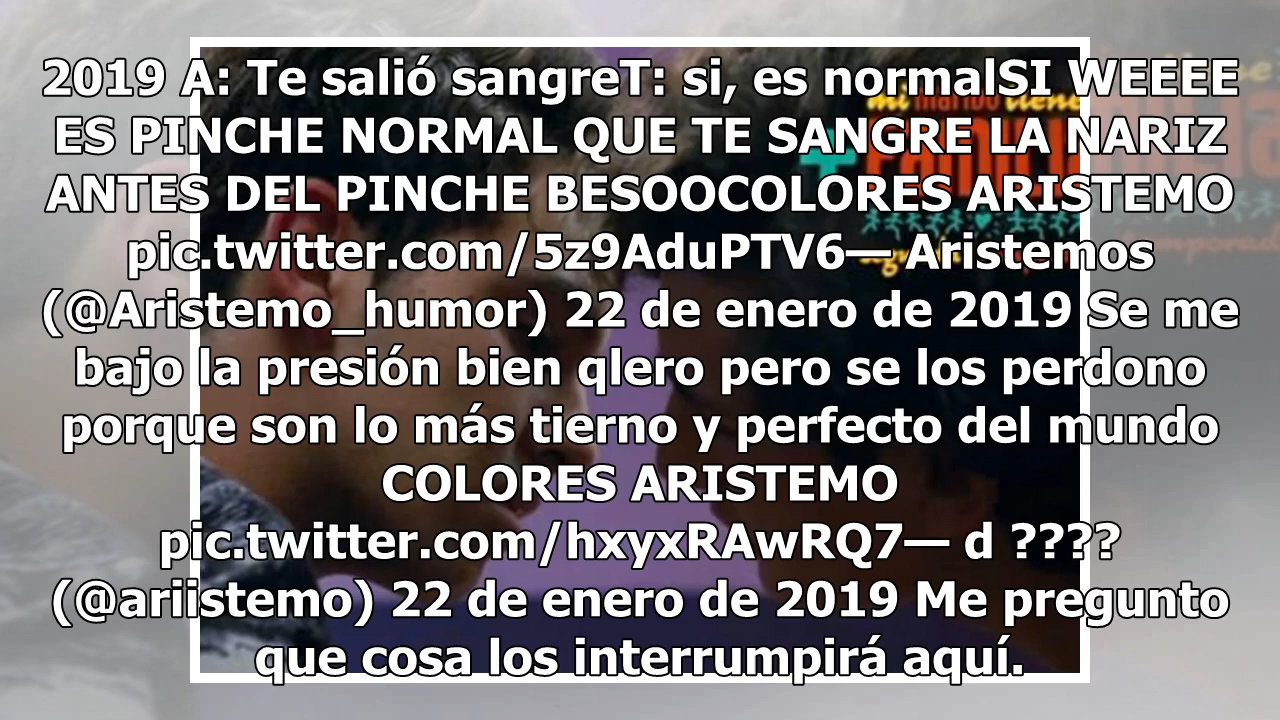 2019 A: Te salió sangreT: si, es normalSI WEEEE
ES PINCHE NORMAL QUE TE SANGRE LA NARIZ
ANTES DEL PINCHE BESOOCOLORES ARISTEMO
pic.twitter.com/5z9AduPTV6— Aristemos
(@Aristemo_humor) 22 de enero de 2019 Se me
bajo la presión bien qlero pero se los perdono
porque son lo más tierno y perfecto del mundo
COLORES ARISTEMO
pic.twitter.com/hxyxRAwRQ7— d ????
(@ariistemo) 22 de enero de 2019 Me pregunto
que cosa los interrumpirá aquí.
mi marido tiene